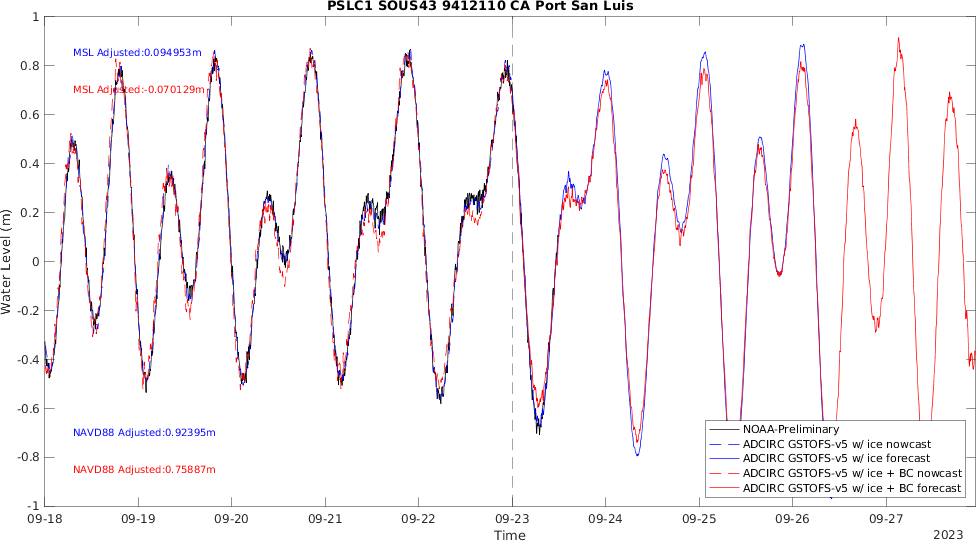 PSLC1 SOUS43 9412110 CA Port San Luis
1
0.8
0.6
0.4
0.2
0
-0.2
-0.4
-0.6
-0.8
-1
Water Level (m)
MSL Adjusted:0.094953m
MSL Adjusted:-0.070129m
NAVD88 Adjusted:0.92395m
NAVD88 Adjusted:0.75887m
NOAA-Preliminary
ADCIRC GSTOFS-v5 w/ ice nowcast
ADCIRC GSTOFS-v5 w/ ice forecast
ADCIRC GSTOFS-v5 w/ ice + BC nowcast
ADCIRC GSTOFS-v5 w/ ice + BC forecast
09-18 09-19 09-20 09-21 09-22 09-23 09-24 09-25 09-26 09-27
Time
2023